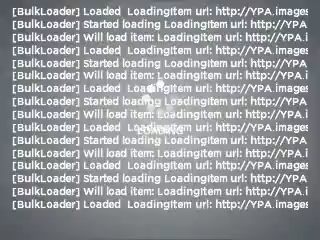 [BulkLoader] Loaded LoadingItem url: http://YPA.images
[BulkLoader] Started loading LoadingItem url: http://YPA
[BulkLoader] Will load item: LoadingItem url: http://YPA.i
[BulkLoader] Loaded LoadingItem url: http://YPA.images
[BulkLoader] Started loading LoadingItem url: http://YPA
[BulkLoader] Will load item: LoadingItem url: http://YPA.i
[BulkLoader] Loaded LoadingItem url: http://YPA.images
[BulkLoader] Started loading LoadingItem url: http://YPA
[BulkLoader] Will load item: LoadingItem url: http://YPA.i
[BulkLoader] Loaded LoadingItem url: http://YPA.images
LOADING
[BulkLoader] Started loading LoadingItem url: http://YPA
[BulkLoader] Will load item: LoadingItem url: http://YPA.i
[BulkLoader] Loaded LoadingItem url: http://YPA.images
[BulkLoader] Started loading LoadingItem url: http://YPA
[BulkLoader] Will load item: LoadingItem url: http://YPA.i
[BulkLoader] Loaded LoadingItem url: http://YPA.images